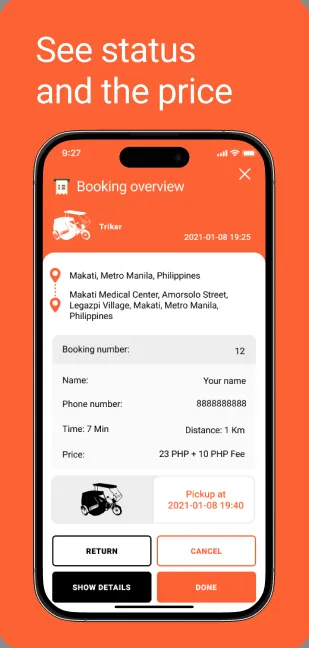 See status
and the price
9:27
Booking overview
Triker
2021-01-08 19:25
Makati, Metro Manila, Philippines
Makati Medical Center, Amorsolo Street,
Legazpi Village, Makati, Metro Manila,
Philippines
Booking number: 12
Name: Your name
Phone number: 8888888888
Time: 7 Min Distance: 1 Km
Price: 23 PHP + 10 PHP Fee
Pickup at
2021-01-08 19:40
RETURN CANCEL
SHOW DETAILS DONE